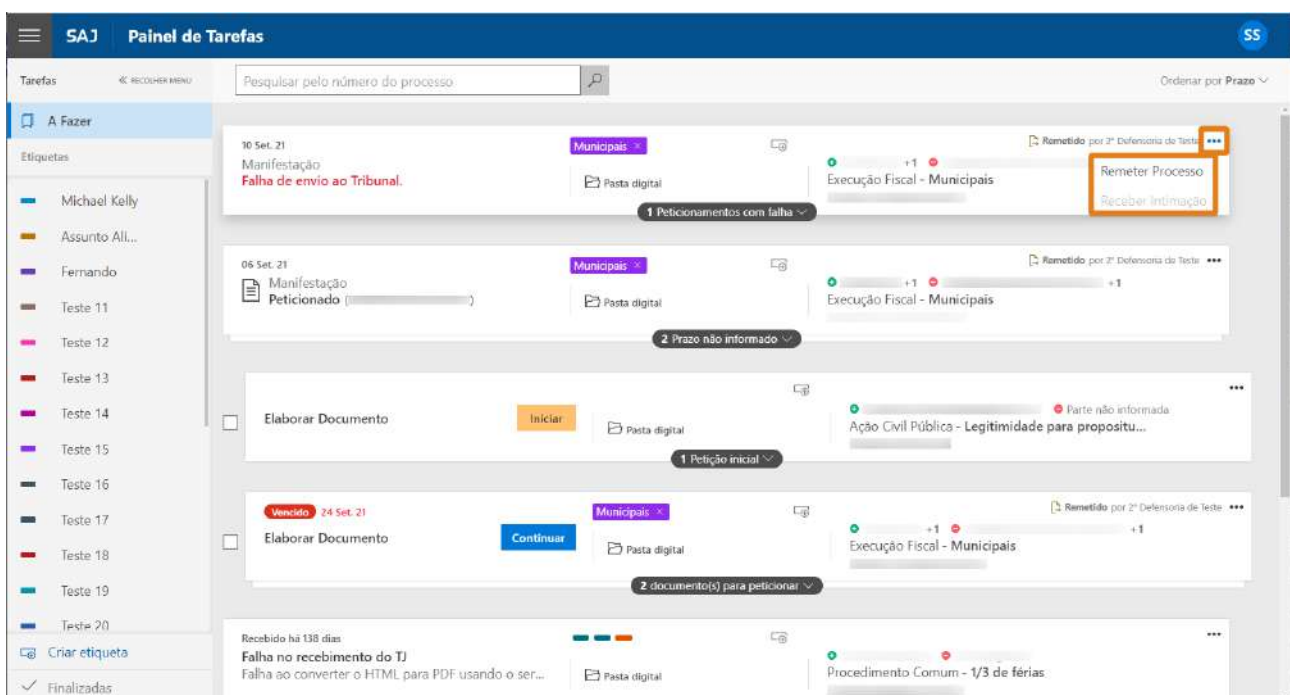 SAJ Painel de Tarefas SS
Tarefas RECOLHER MENU Pesquisar pelo número do processo Ordenar por Prazo
A Fazer
Etiquetas
Michael Kelly
Assunto Ali...
Fernando
Teste 11
Teste 12
Teste 13
Teste 14
Teste 15
Teste 16
Teste 17
Teste 18
Teste 19
Teste 20
Criar etiqueta
Finalizadas
10 Set. 21 Municipais × Remetido por 2ª Defensoria de Teste •••
Manifestação
Falha de envio ao Tribunal. Pasta digital +1 Execução Fiscal - Municipais
Remeter Processo
Receber Intimação
1 Peticionamentos com falha
06 Set. 21 Municipais × Remetido por 2ª Defensoria de Teste •••
Manifestação +1 +1
Peticionado ( ) Pasta digital Execução Fiscal - Municipais
2 Prazo não informado
•••
Elaborar Documento Iniciar Pasta digital Parte não informada
Ação Civil Pública - Legitimidade para propositu...
1 Petição inicial
Vencido 24 Set. 21 Municipais × Remetido por 2ª Defensoria de Teste •••
Elaborar Documento Continuar Pasta digital +1 +1
Execução Fiscal - Municipais
2 documento(s) para peticionar
Recebido há 138 dias •••
Falha no recebimento do TJ
Falha ao converter o HTML para PDF usando o ser... Pasta digital Procedimento Comum - 1/3 de férias